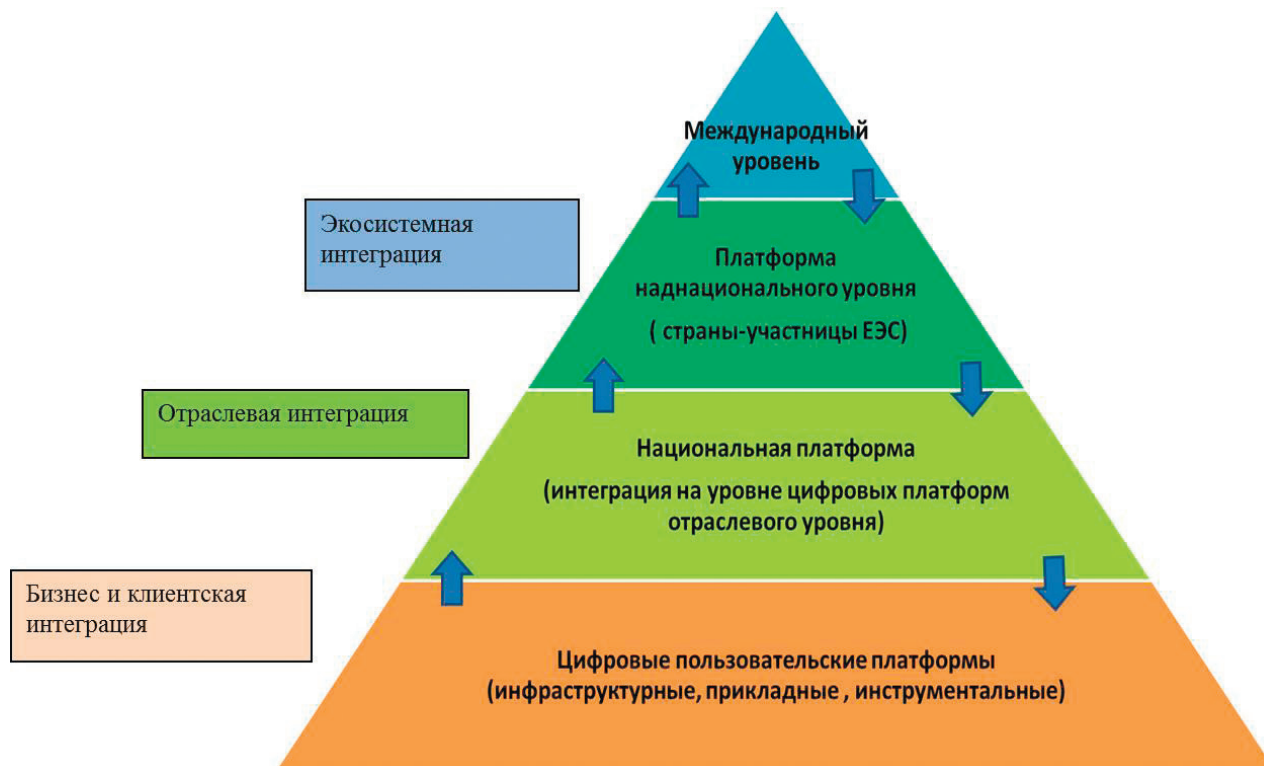 Международный
уровень
Экосистемная
интеграция
Платформа
наднационального уровня
( страны-участницы ЕЭС)
Отраслевая интеграция
Национальная платформа
(интеграция на уровне цифровых платформ
отраслевого уровня)
Бизнес и клиентская
интеграция
Цифровые пользовательские платформы
(инфраструктурные, прикладные , инструментальные)